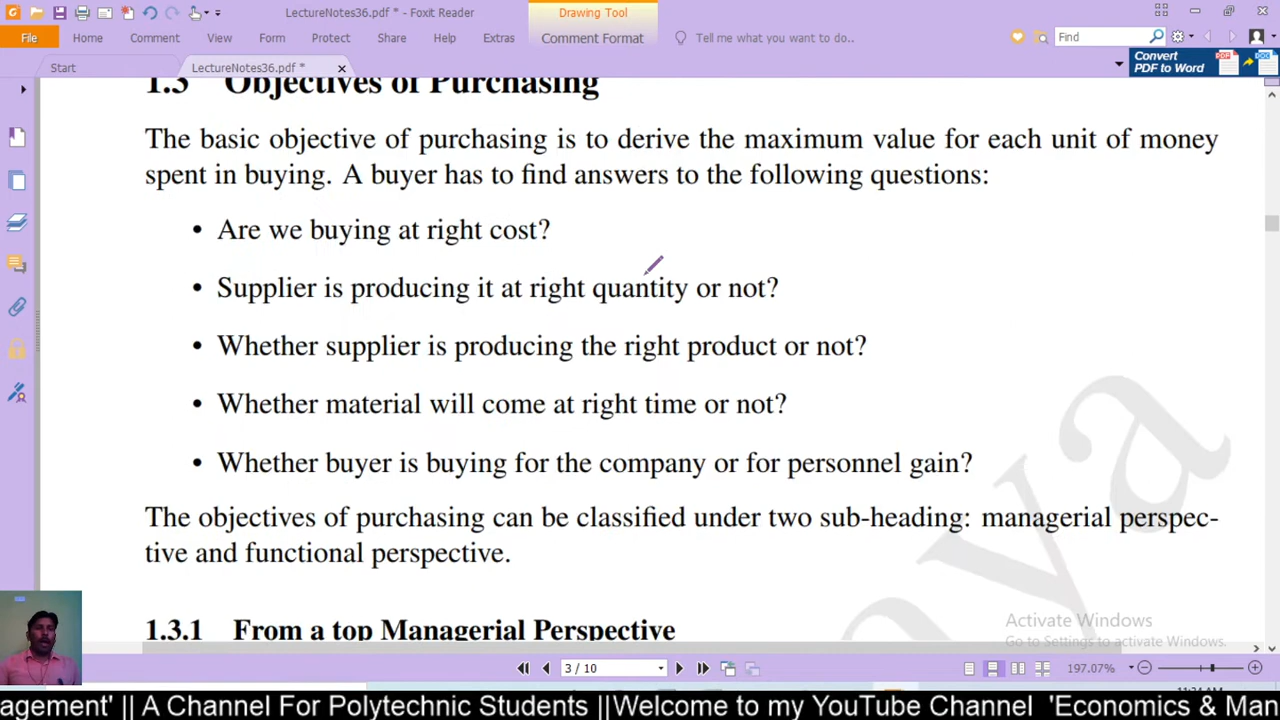 LectureNotes36.pdf * - Foxit Reader
Drawing Tool
File Home Comment View Form Protect Share Help Extras Comment Format Tell me what you want to do.. Find
Start LectureNotes36.pdf *
Convert
PDF to Word
1.3 Objectives of Purchasing
The basic objective of purchasing is to derive the maximum value for each unit of money
spent in buying. A buyer has to find answers to the following questions:
• Are we buying at right cost?
• Supplier is producing it at right quantity or not?
• Whether supplier is producing the right product or not?
• Whether material will come at right time or not?
• Whether buyer is buying for the company or for personnel gain?
The objectives of purchasing can be classified under two sub-heading: managerial perspec-
tive and functional perspective.
1.3.1 From a top Managerial Perspective
Activate Windows
Go to Settings to activate Windows.
3 / 10
197.07%
agement' || A Channel For Polytechnic Students ||Welcome to my YouTube Channel 'Economics & Man